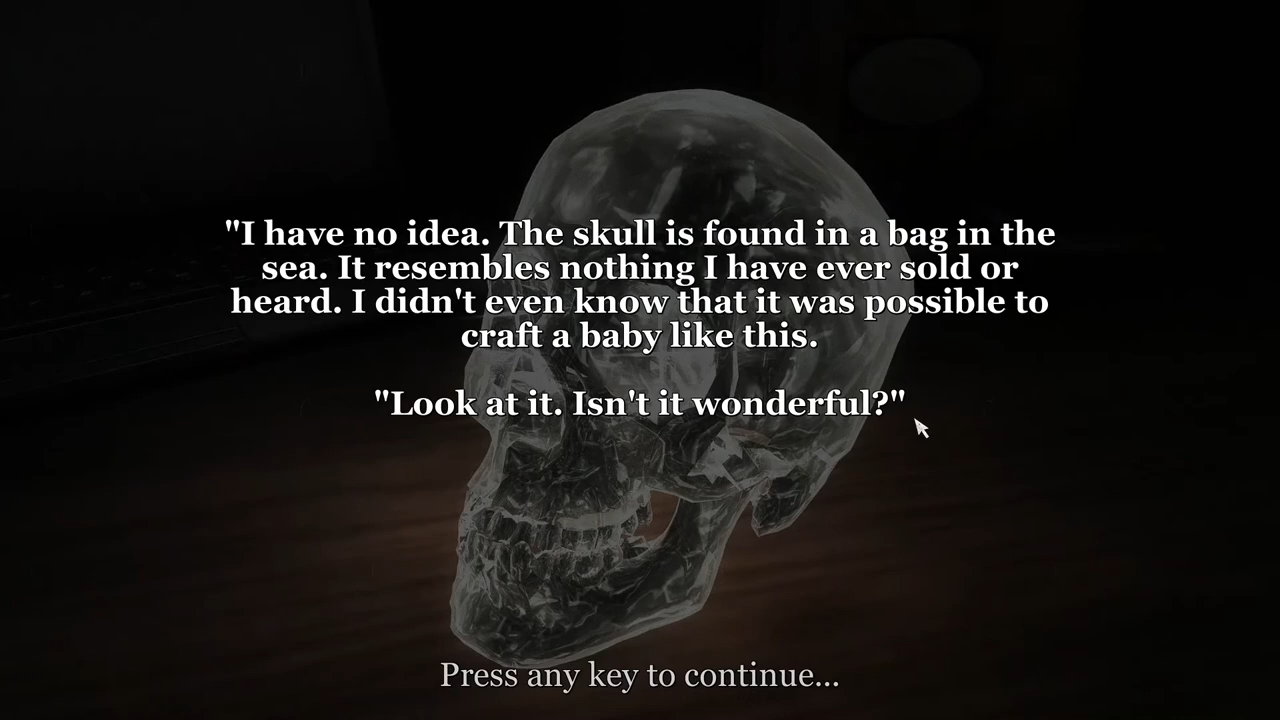 "I have no idea. The skull is found in a bag in the
sea. It resembles nothing I have ever sold or
heard. I didn't even know that it was possible to
craft a baby like this.
"Look at it. Isn't it wonderful?"
Press any key to continue...